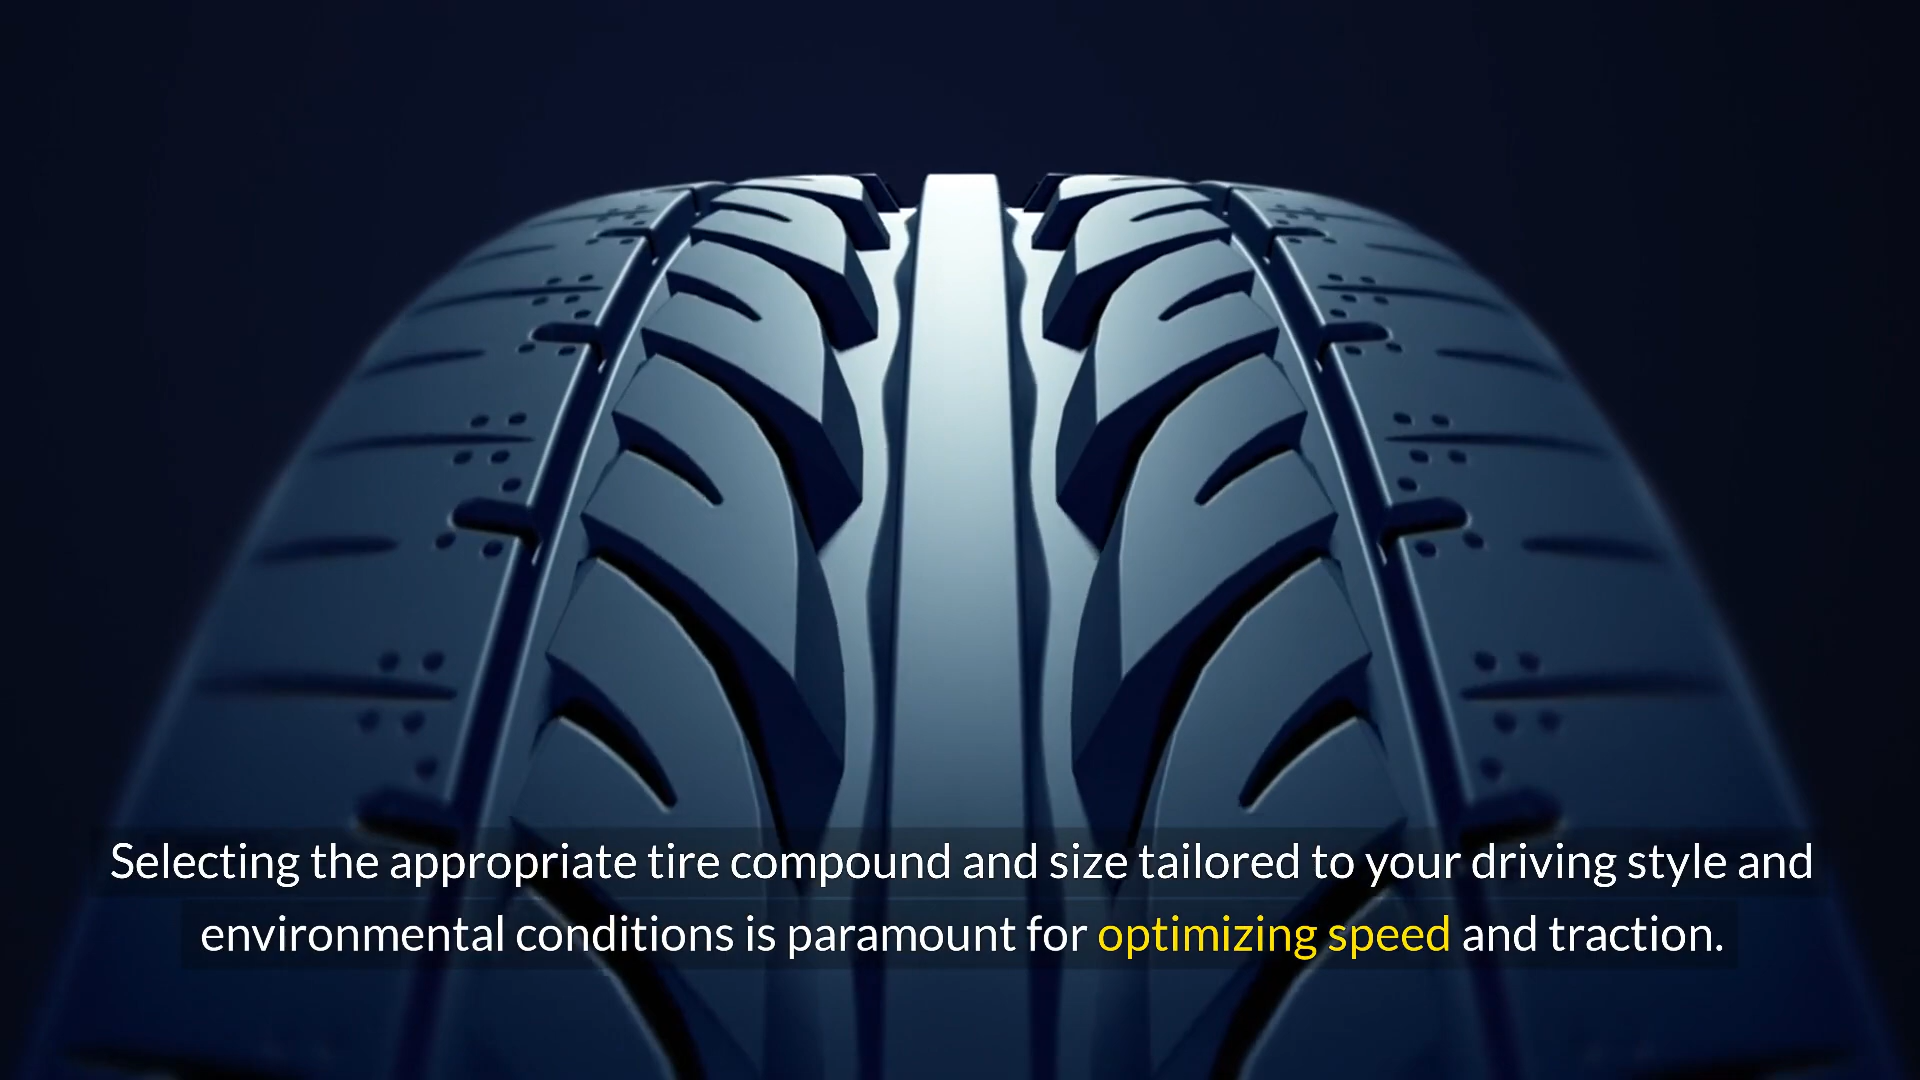 Selecting the appropriate tire compound and size tailored to your driving style and
environmental conditions is paramount for optimizing speed and traction.